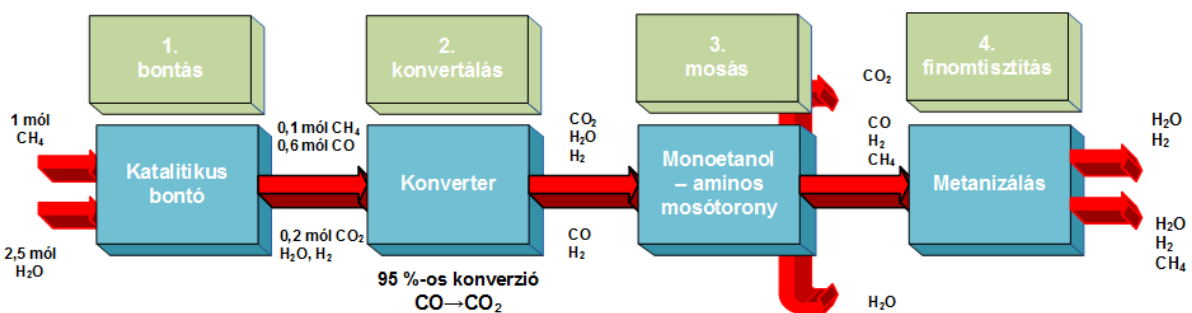 1.
bontás
2.
konvertálás
3.
mosás
4.
finomtisztítás
1 mól
CH₄
2,5 mól
H₂O
Katalitikus
bontó
0,1 mól CH₄
0,6 mól CO
0,2 mól CO₂
H₂O, H₂
Konverter
95 %-os konverzió
CO→CO₂
CO₂
H₂O
H₂
CO
H₂
Monoetanol
– aminos
mosótorony
CO₂
CO
H₂
CH₄
H₂O
Metanizálás
H₂O
H₂
H₂O
H₂
CH₄